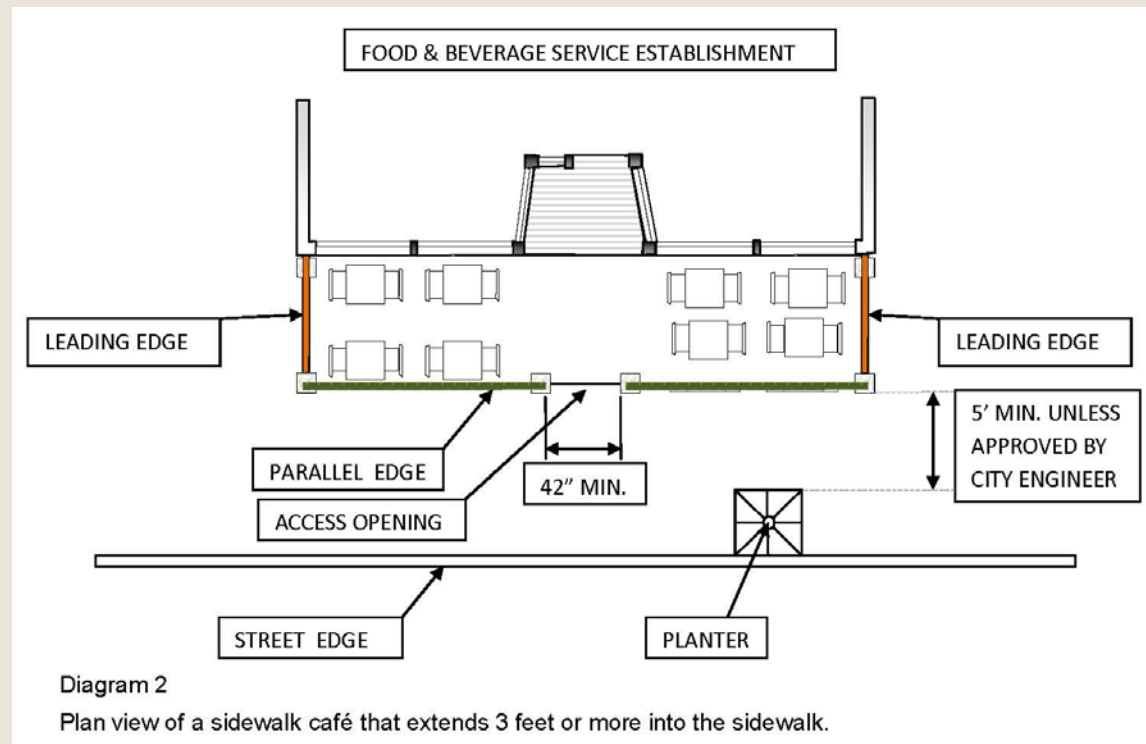 FOOD & BEVERAGE SERVICE ESTABLISHMENT
LEADING EDGE
LEADING EDGE
5' MIN. UNLESS
APPROVED BY
CITY ENGINEER
PARALLEL EDGE
42" MIN.
ACCESS OPENING
STREET EDGE
PLANTER
Diagram 2
Plan view of a sidewalk café that extends 3 feet or more into the sidewalk.